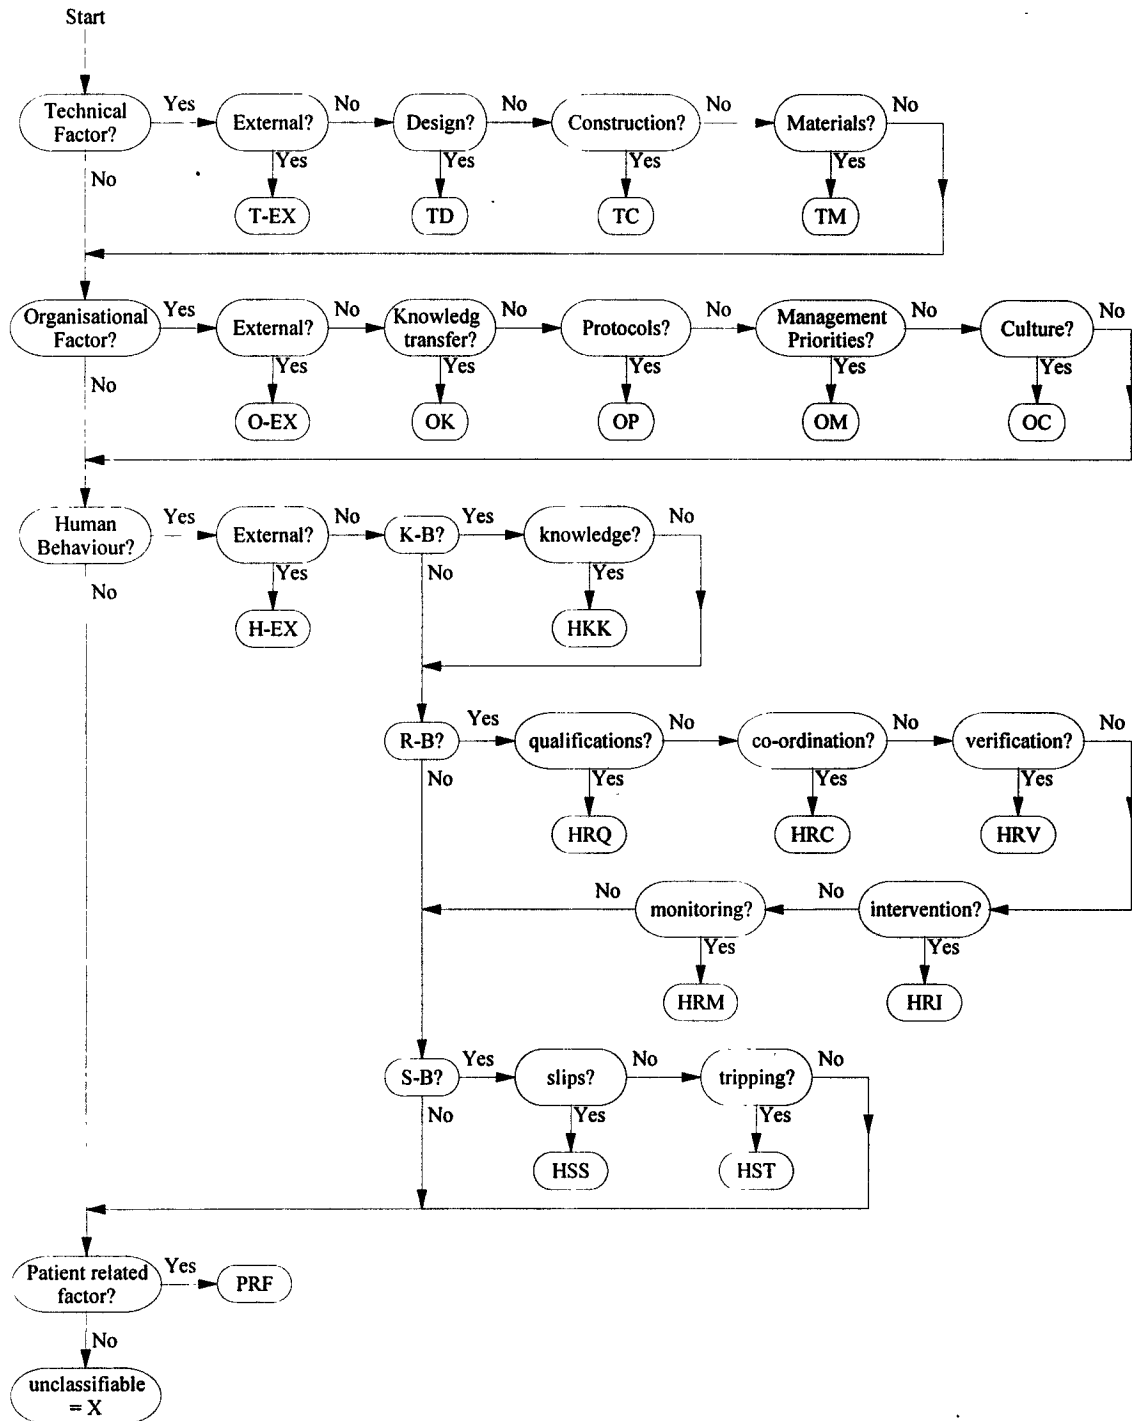 Start
Technical
Factor?
Yes
External?
No
Design?
No
Construction?
No
Materials?
No
No
Yes
Yes
Yes
Yes
T-EX
TD
TC
TM
Organisational
Factor?
Yes
External?
No
Knowledg
transfer?
No
Protocols?
No
Management
Priorities?
No
Culture?
No
No
Yes
Yes
Yes
Yes
Yes
O-EX
OK
OP
OM
OC
Human
Behaviour?
Yes
External?
No
K-B?
Yes
knowledge?
No
No
Yes
No
Yes
H-EX
HKK
R-B?
Yes
qualifications?
No
co-ordination?
No
verification?
No
No
Yes
Yes
Yes
HRQ
HRC
HRV
No
monitoring?
No
intervention?
Yes
Yes
HRM
HRI
S-B?
Yes
slips?
No
tripping?
No
No
Yes
Yes
HSS
HST
Patient related
factor?
Yes
PRF
No
unclassifiable
= X